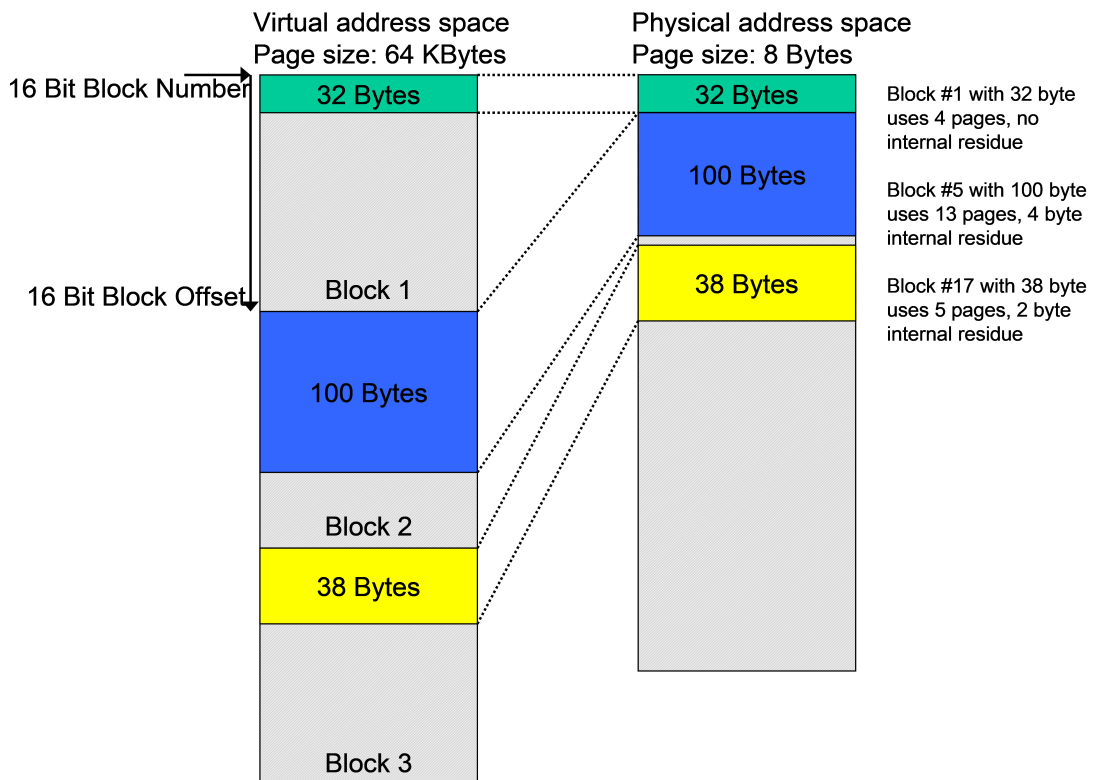 Virtual address space
Page size: 64 KBytes
Physical address space
Page size: 8 Bytes
16 Bit Block Number
32 Bytes
32 Bytes
Block #1 with 32 byte
uses 4 pages, no
internal residue
100 Bytes
Block #5 with 100 byte
uses 13 pages, 4 byte
internal residue
16 Bit Block Offset
Block 1
38 Bytes
Block #17 with 38 byte
uses 5 pages, 2 byte
internal residue
100 Bytes
Block 2
38 Bytes
Block 3